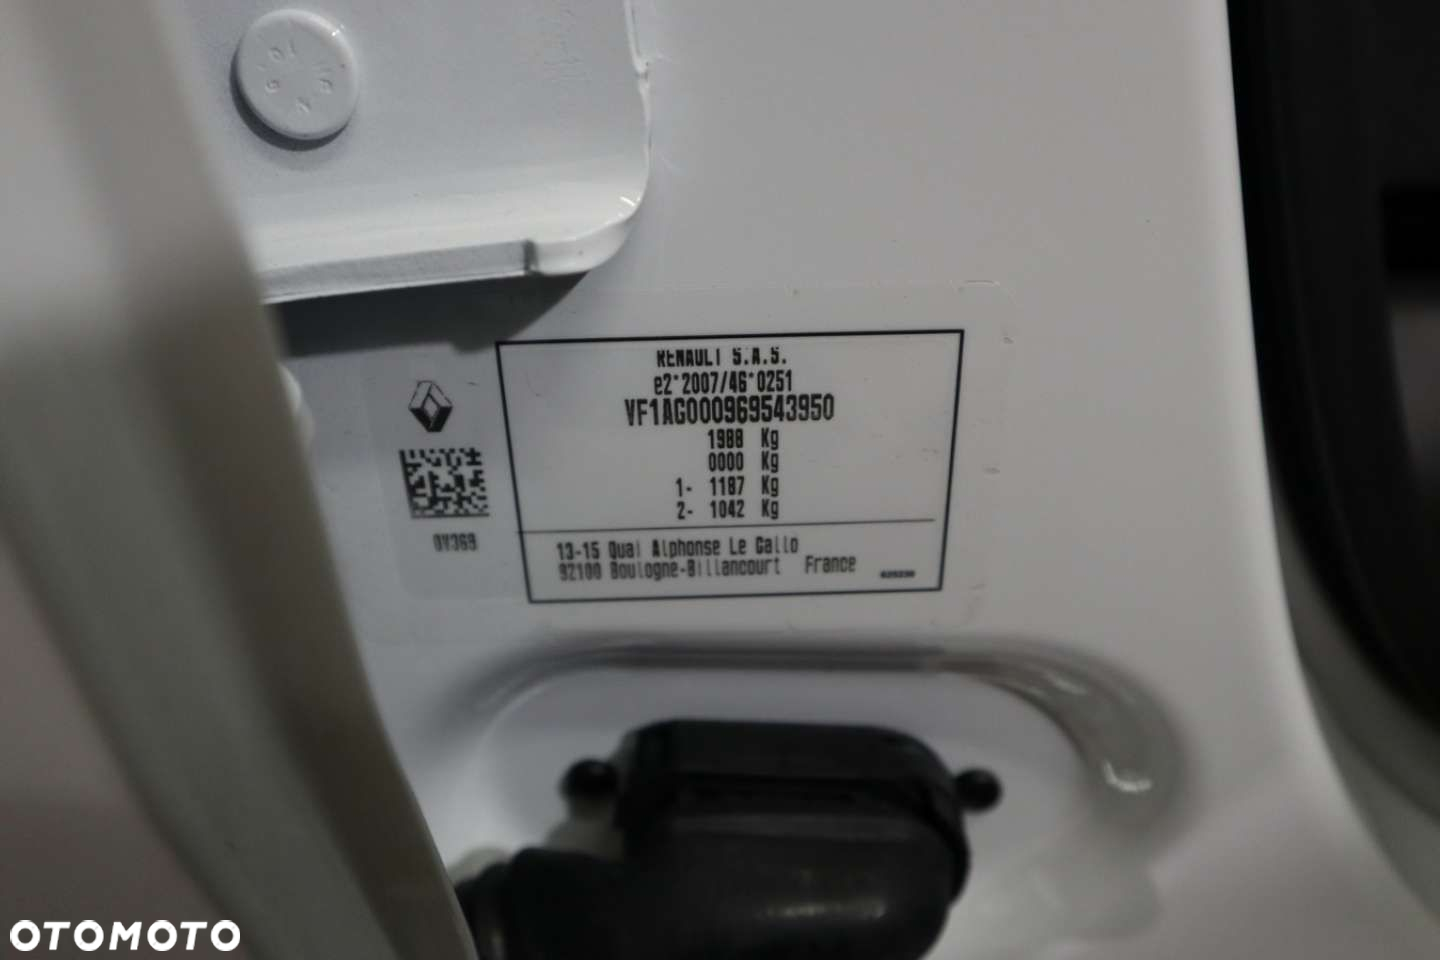 RENAULT S.A.S.
e2*2007/46*0251
VF1AG000969543950
1988 Kg
0000 Kg
1- 1187 Kg
2- 1042 Kg
0V369
13-15 Quai Alphonse Le Gallo
92100 Boulogne-Billancourt France
OTOMOTO